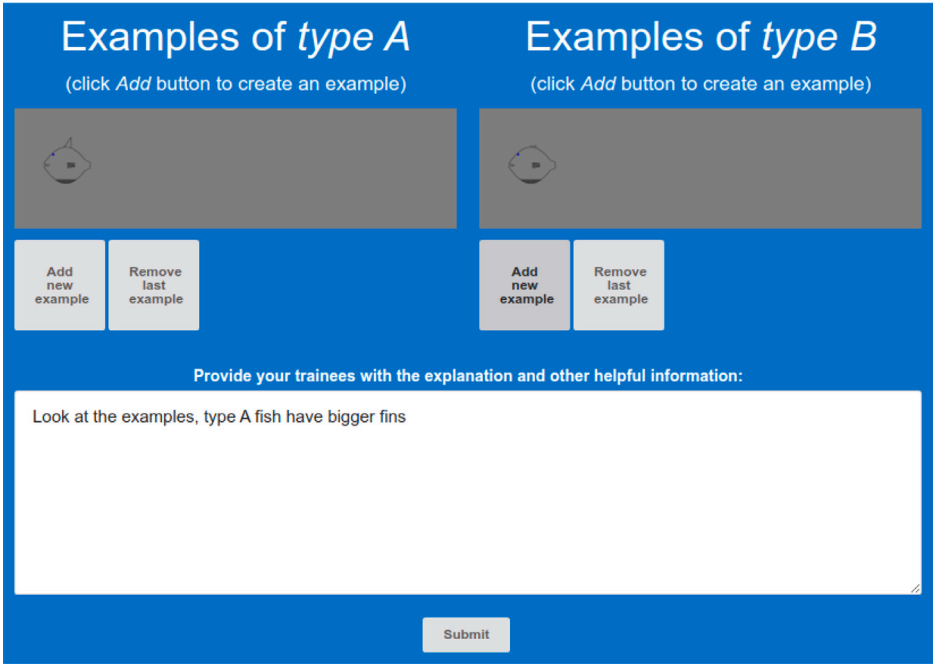 Examples of type A
(click Add button to create an example)
Add
new
example
Remove
last
example
Examples of type B
(click Add button to create an example)
Add
new
example
Remove
last
example
Provide your trainees with the explanation and other helpful information:
Look at the examples, type A fish have bigger fins
Submit